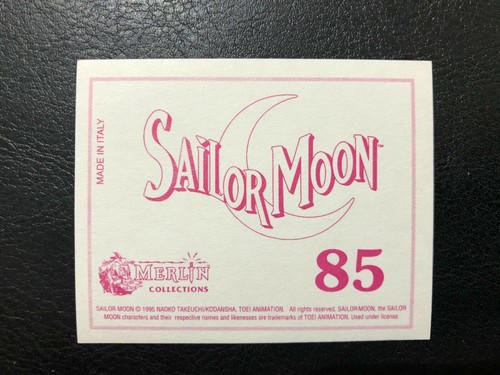 MADE IN ITALY
SAILOR MOON™
MERLIN
COLLECTIONS
85
SAILOR MOON © 1995 NAOKO TAKEUCHI/KODANSHA, TOEI ANIMATION. All rights reserved. SAILOR MOON, the SAILOR
MOON characters and their respective names and likenesses are trademarks of TOEI ANIMATION. Used under license.